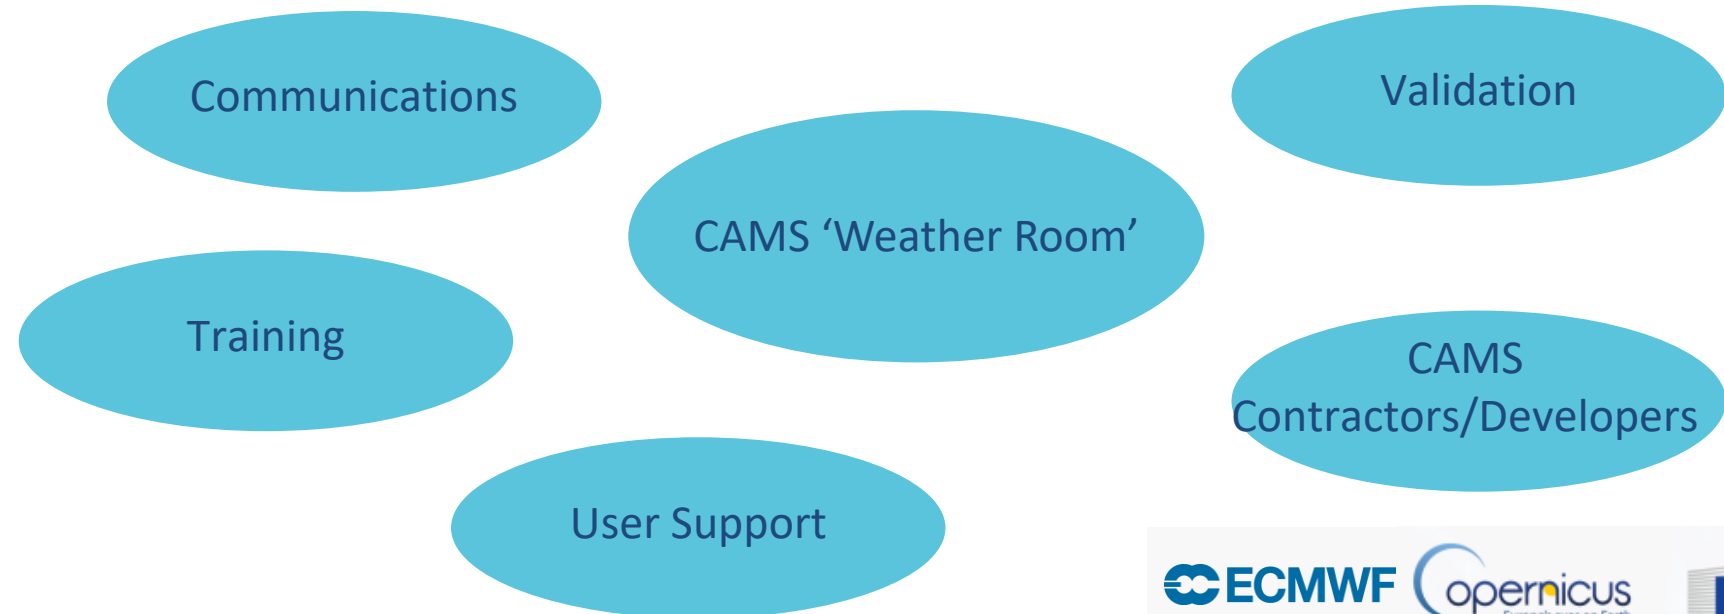 Communications
Validation
CAMS ‘Weather Room’
Training
CAMS
Contractors/Developers
User Support
ECMWF
opernicus